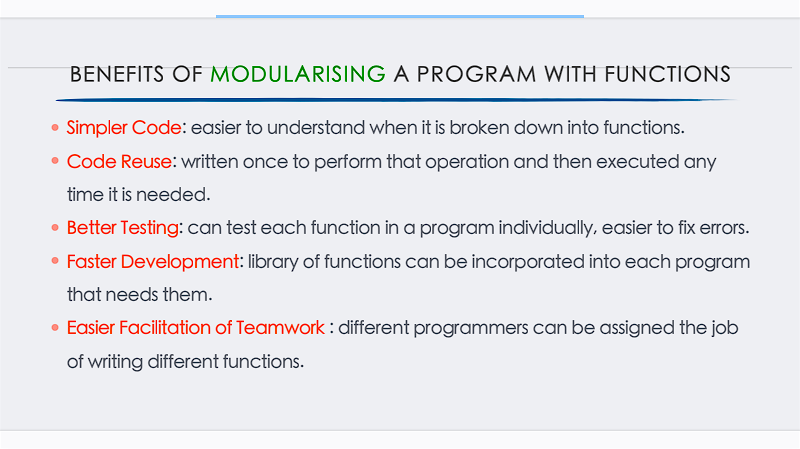 BENEFITS OF MODULARISING A PROGRAM WITH FUNCTIONS
• Simpler Code: easier to understand when it is broken down into functions.
• Code Reuse: written once to perform that operation and then executed any
time it is needed.
• Better Testing: can test each function in a program individually, easier to fix errors.
• Faster Development: library of functions can be incorporated into each program
that needs them.
• Easier Facilitation of Teamwork : different programmers can be assigned the job
of writing different functions.